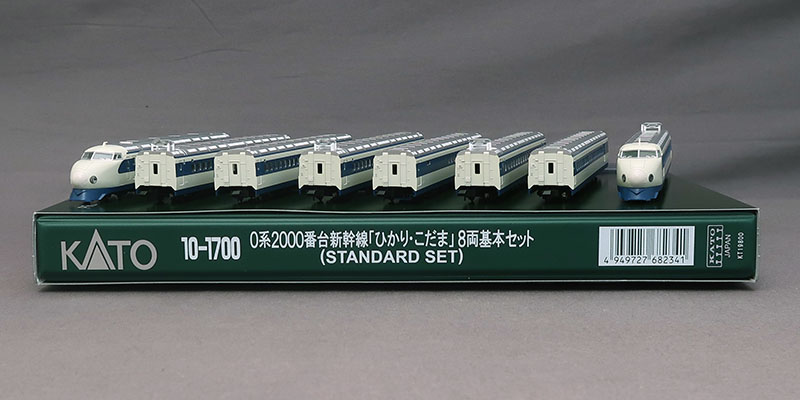 KATO
10-1700
0系2000番台新幹線「ひかり・こだま」8両基本セット
(STANDARD SET)
4 949727 682341
KATO
JAPAN
KT19800